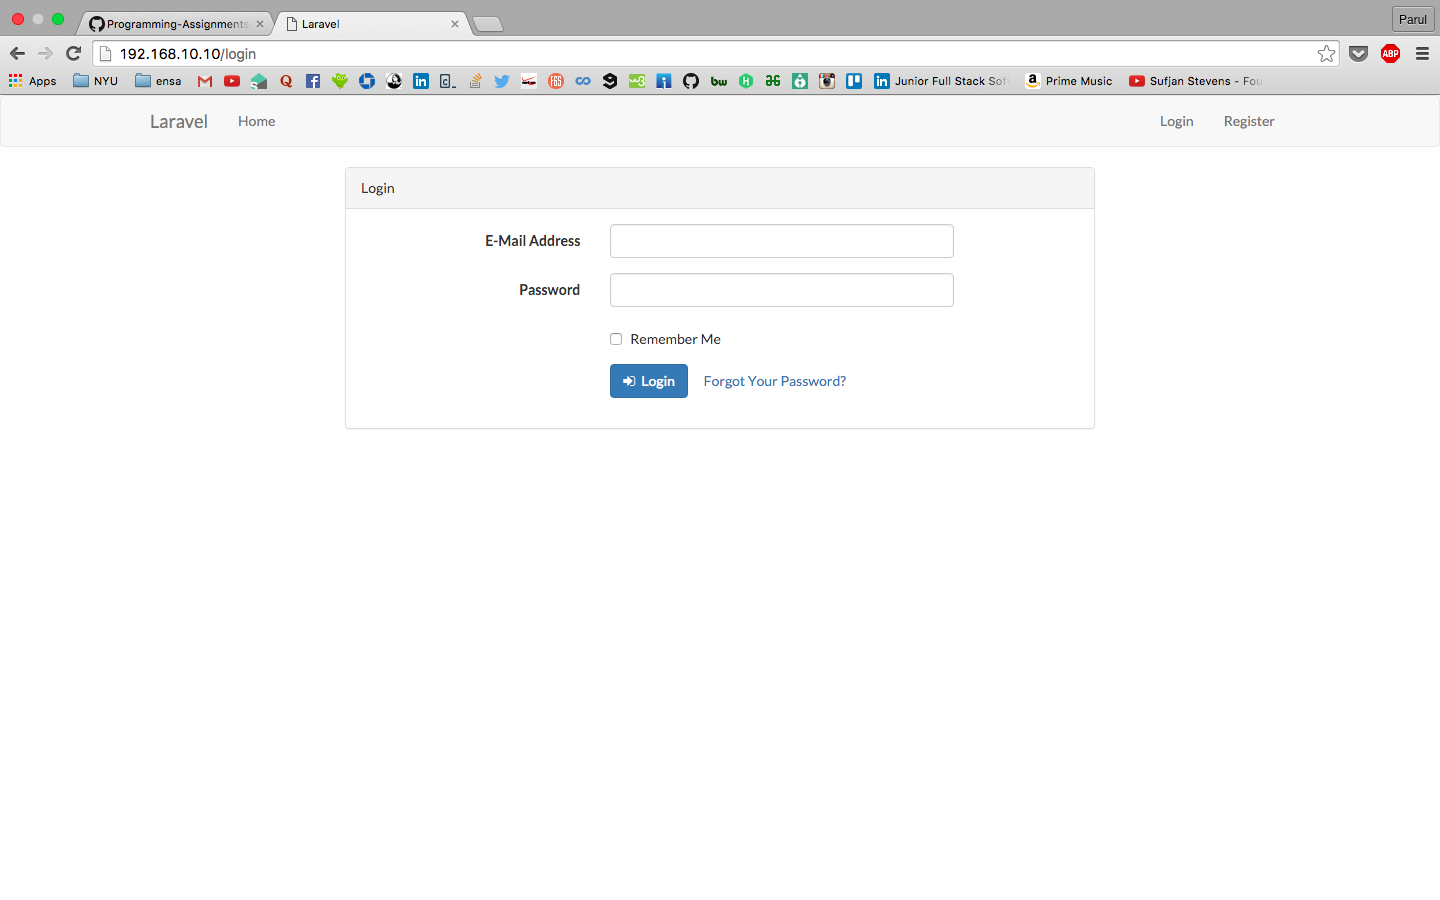 Programming-Assignments
Laravel
Parul
192.168.10.10/login
ABP
Apps
NYU
ensa
Junior Full Stack Soft
Prime Music
Sufjan Stevens - Fou
Laravel
Home
Login
Register
Login
E-Mail Address
Password
Remember Me
Login
Forgot Your Password?